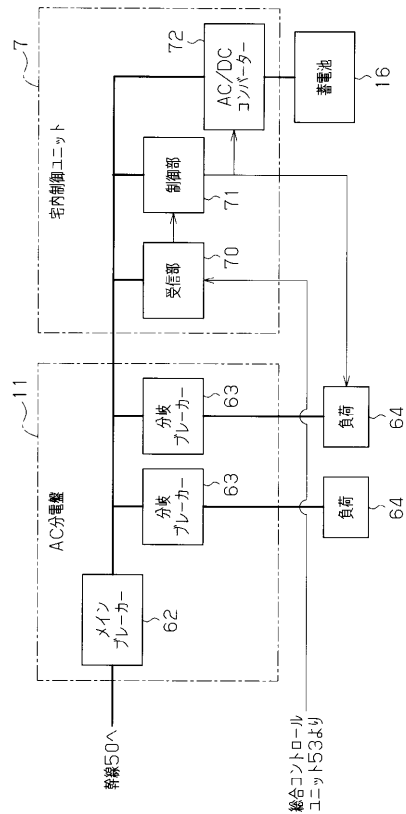 幹線50へ
メイン
ブレーカー
62
AC分電盤
11
分岐
ブレーカー
63
分岐
ブレーカー
63
負荷
64
負荷
64
総合コントロール
ユニット53より
宅内制御ユニット
7
受信部
70
制御部
71
AC/DC
コンバーター
72
蓄電池
16